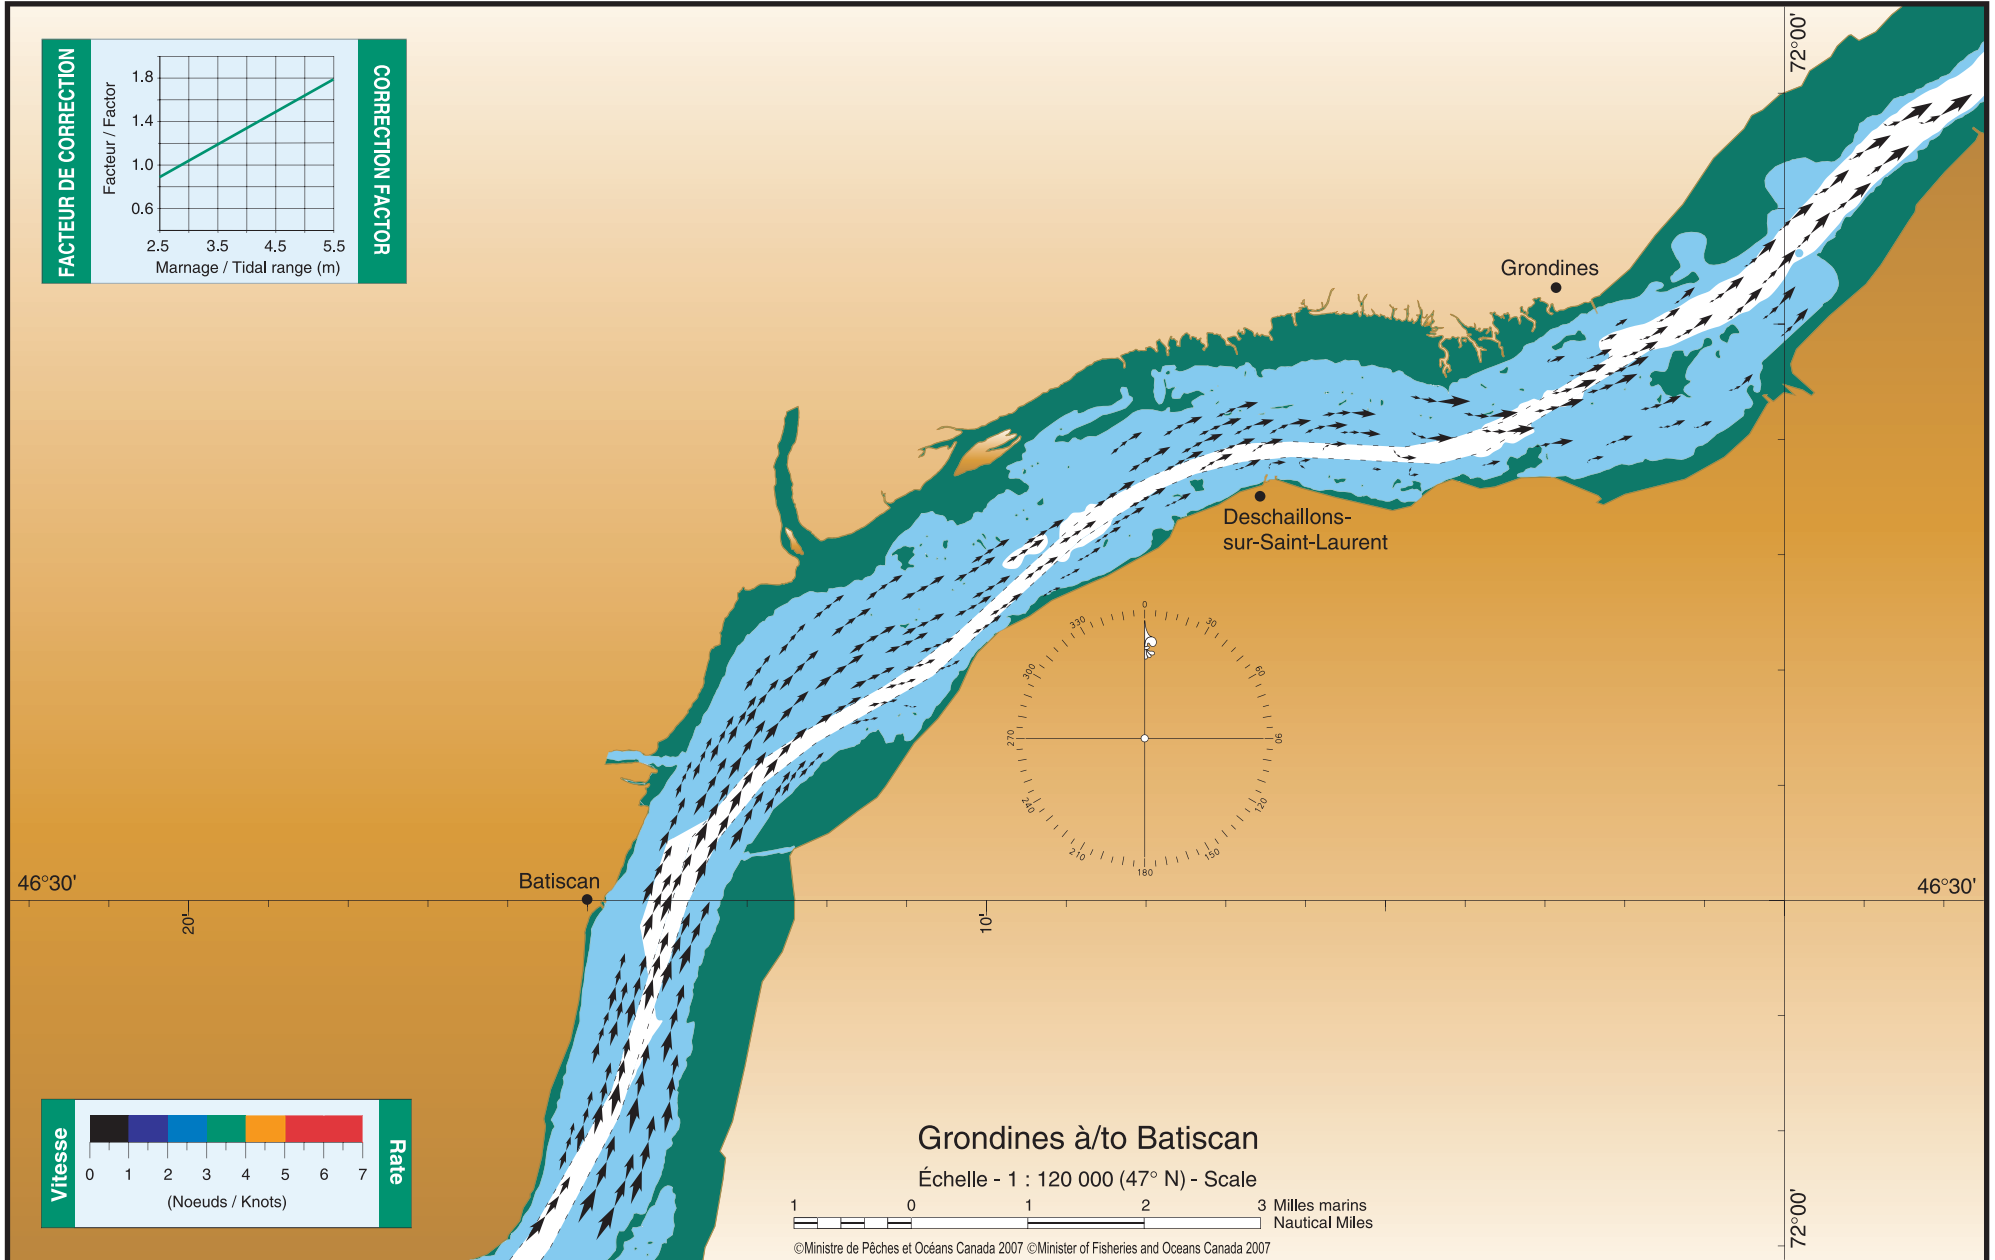 FACTEUR DE CORRECTION
CORRECTION FACTOR
Facteur / Factor
1.8
1.4
1.0
0.6
2.5 3.5 4.5 5.5
Marnage / Tidal range (m)
72°00'
Grondines
Deschaillons-
sur-Saint-Laurent
0
30
60
90
120
150
180
210
240
270
300
330
Batiscan
46°30'
46°30'
20'
10'
Vitesse
Rate
0 1 2 3 4 5 6 7
(Noeuds / Knots)
Grondines à/to Batiscan
Échelle - 1 : 120 000 (47° N) - Scale
1 0 1 2 3 Milles marins
Nautical Miles
©Ministre de Pêches et Océans Canada 2007 ©Minister of Fisheries and Oceans Canada 2007
72°00'